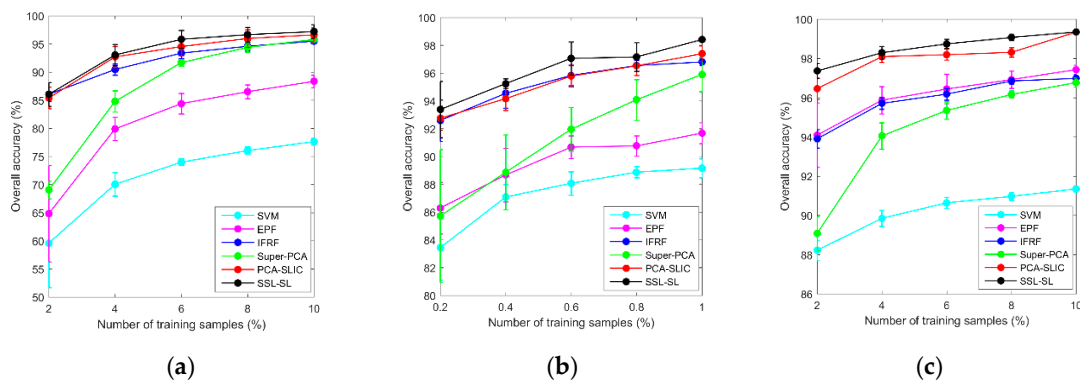 100
95
90
85
80
75
70
65
60
55
50
Overall accuracy (%)
2 4 6 8 10
Number of training samples (%)
SVM
EPF
IFRF
Super-PCA
PCA-SLIC
SSL-SL
(a)
100
98
96
94
92
90
88
86
84
82
80
Overall accuracy (%)
0.2 0.4 0.6 0.8 1
Number of training samples (%)
SVM
EPF
IFRF
Super-PCA
PCA-SLIC
SSL-SL
(b)
100
98
96
94
92
90
88
86
Overall accuracy (%)
2 4 6 8 10
Number of training samples (%)
SVM
EPF
IFRF
Super-PCA
PCA-SLIC
SSL-SL
(c)